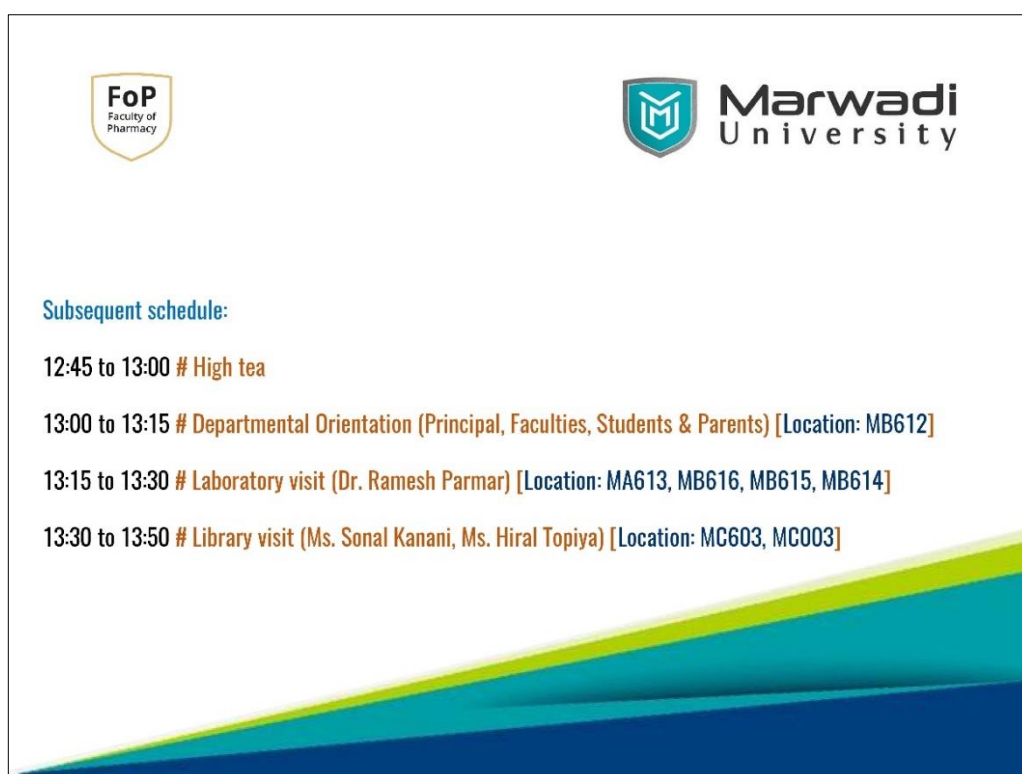 FoP
Faculty of
Pharmacy
Marwadi
University
Subsequent schedule:
12:45 to 13:00 # High tea
13:00 to 13:15 # Departmental Orientation (Principal, Faculties, Students & Parents) [Location: MB612]
13:15 to 13:30 # Laboratory visit (Dr. Ramesh Parmar) [Location: MA613, MB616, MB615, MB614]
13:30 to 13:50 # Library visit (Ms. Sonal Kanani, Ms. Hiral Topiya) [Location: MC603, MC003]